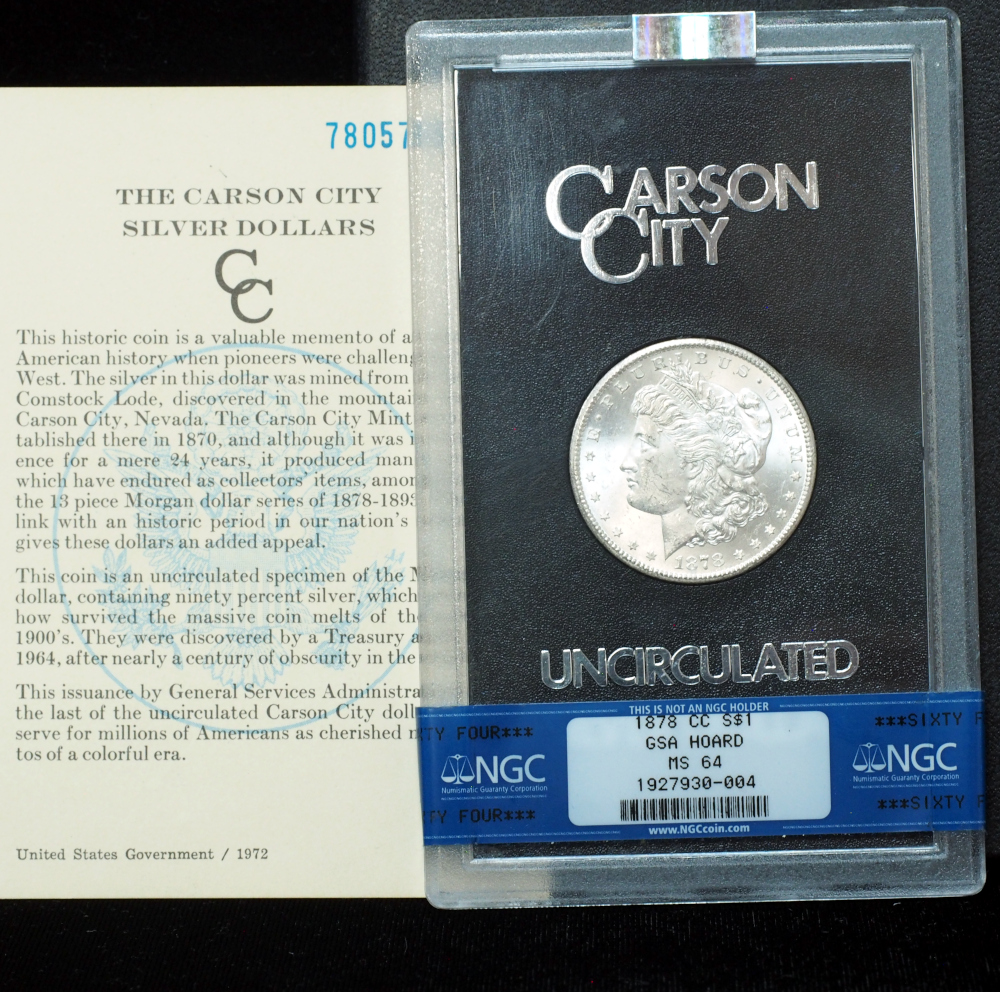 78057
THE CARSON CITY
SILVER DOLLARS
CC
This historic coin is a valuable memento of a
American history when pioneers were challeng
West. The silver in this dollar was mined from
Comstock Lode, discovered in the mountai
Carson City, Nevada. The Carson City Mint
tablished there in 1870, and although it was i
ence for a mere 24 years, it produced man
which have endured as collectors' items, amon
the 13 piece Morgan dollar series of 1878-1893
link with an historic period in our nation's
gives these dollars an added appeal.
This coin is an uncirculated specimen of the M
dollar, containing ninety percent silver, which
how survived the massive coin melts of the
1900's. They were discovered by a Treasury a
1964, after nearly a century of obscurity in the
This issuance by General Services Administra
the last of the uncirculated Carson City doll
serve for millions of Americans as cherished m
tos of a colorful era.
United States Government / 1972
CARSON
CITY
E·PLURIBUS·UNUM
1878
UNCIRCULATED
THIS IS NOT AN NGC HOLDER
1878 CC S$1
GSA HOARD
MS 64
1927930-004
www.NGCcoin.com
TY FOUR***
NGC
Numismatic Guaranty Corporation
TY FOUR***
***SIXTY F
NGC
Numismatic Guaranty Corporation
***SIXTY F